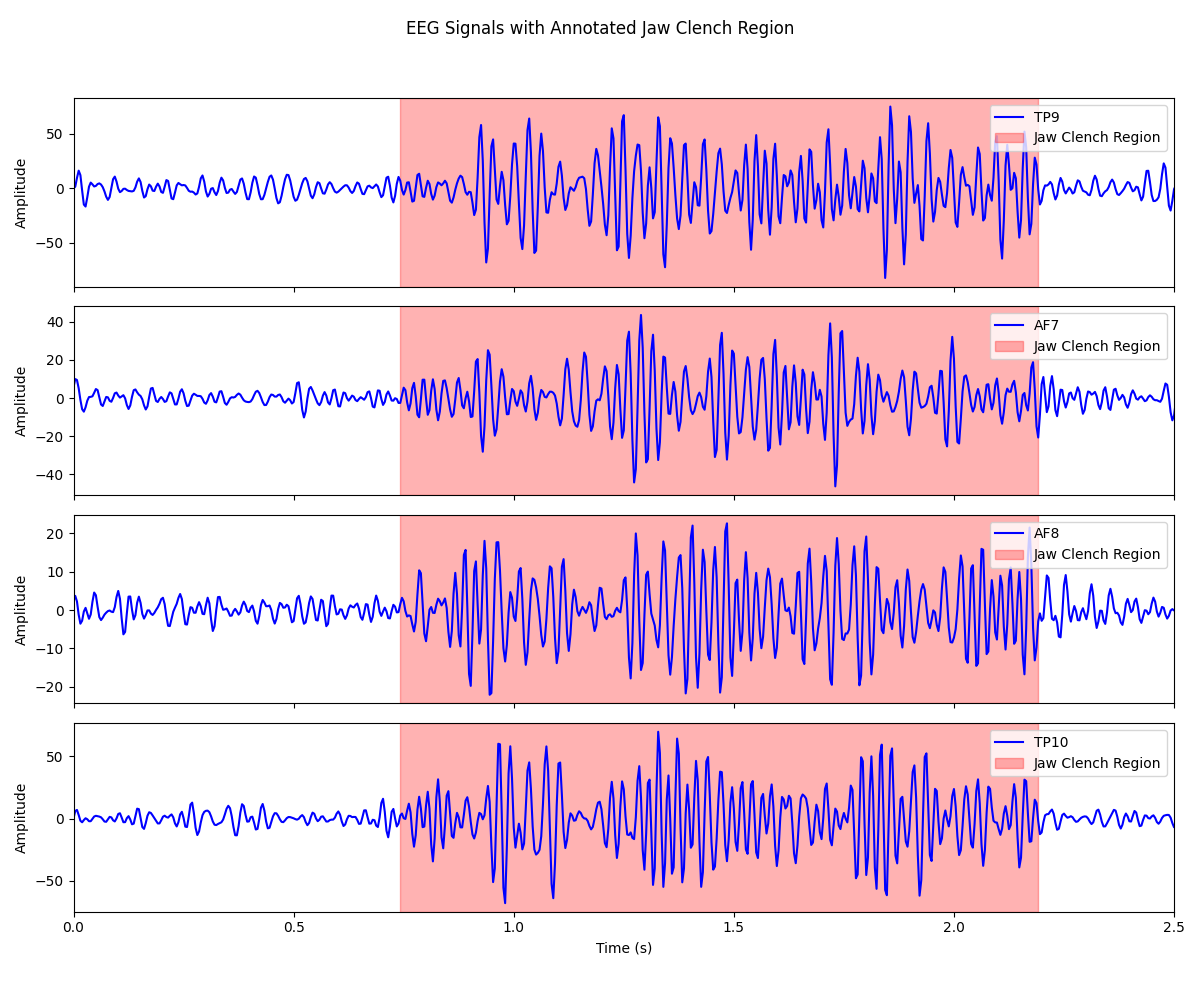 EEG Signals with Annotated Jaw Clench Region
Amplitude
50
0
−50
TP9
Jaw Clench Region
Amplitude
40
20
0
−20
−40
AF7
Jaw Clench Region
Amplitude
20
10
0
−10
−20
AF8
Jaw Clench Region
Amplitude
50
0
−50
TP10
Jaw Clench Region
0.0 0.5 1.0 1.5 2.0 2.5
Time (s)